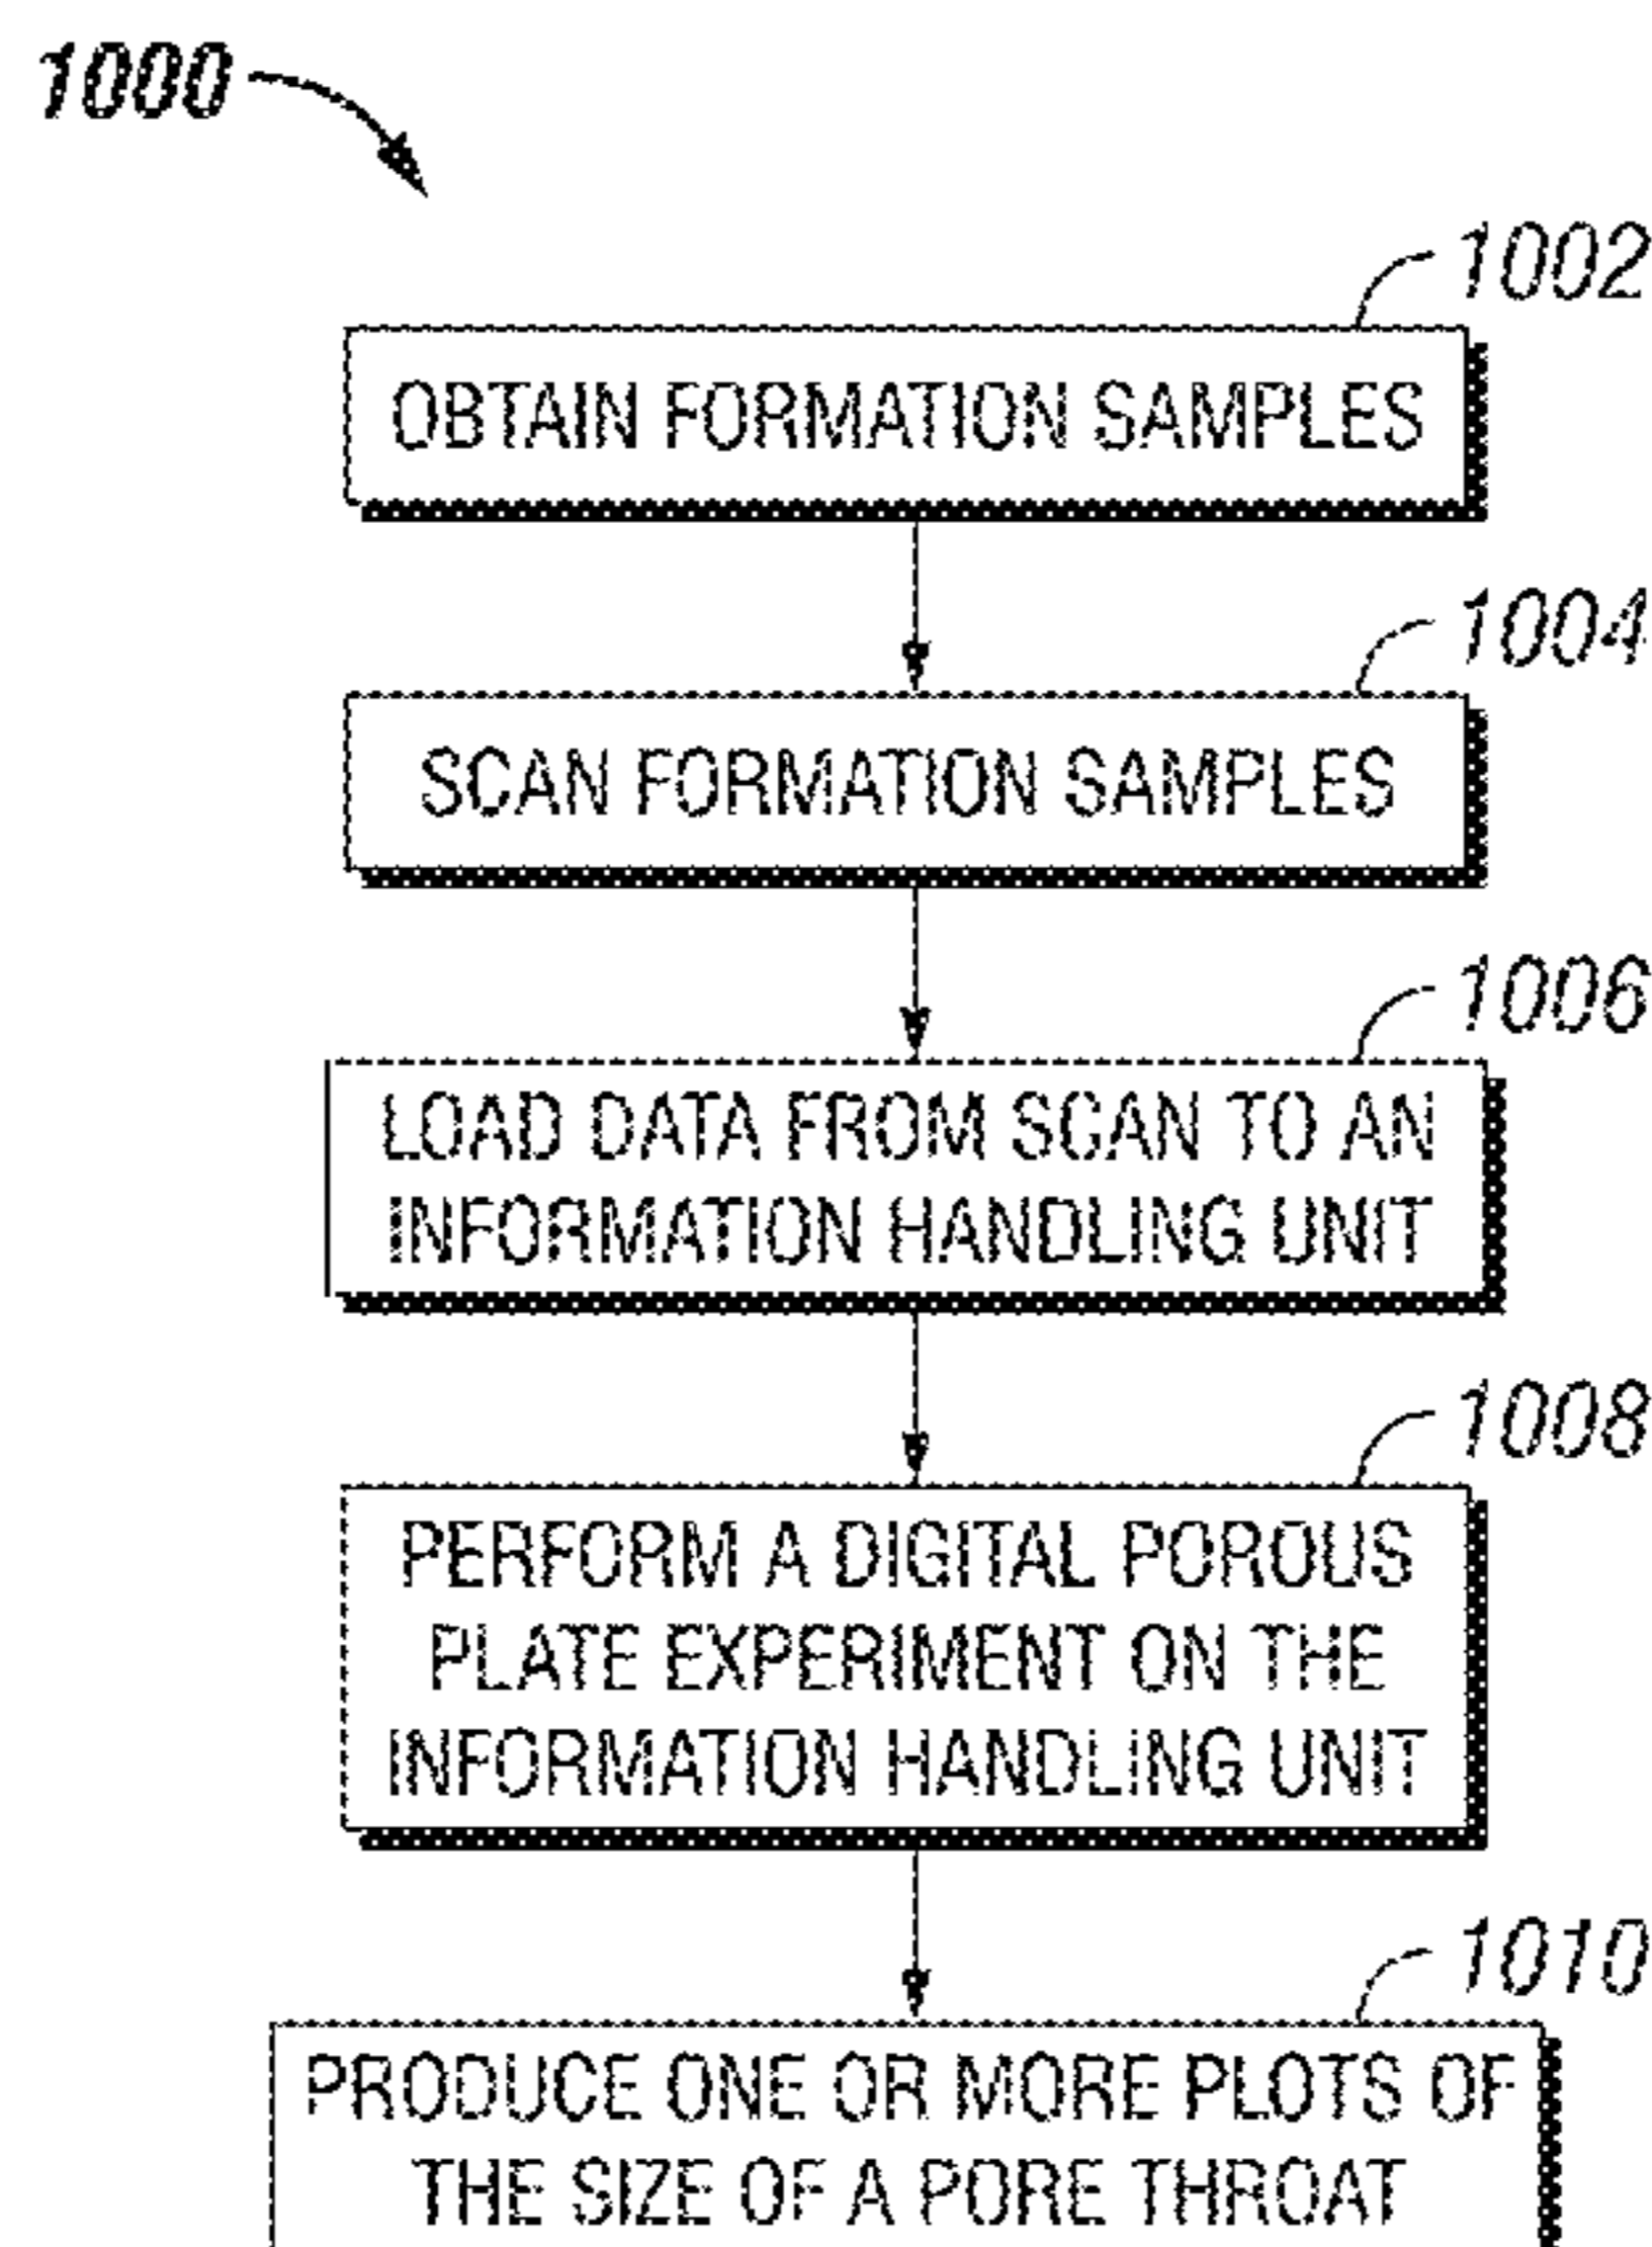 1000
1002
OBTAIN FORMATION SAMPLES
1004
SCAN FORMATION SAMPLES
1006
LOAD DATA FROM SCAN TO AN
INFORMATION HANDLING UNIT
1008
PERFORM A DIGITAL POROUS
PLATE EXPERIMENT ON THE
INFORMATION HANDLING UNIT
1010
PRODUCE ONE OR MORE PLOTS OF
THE SIZE OF A PORE THROAT